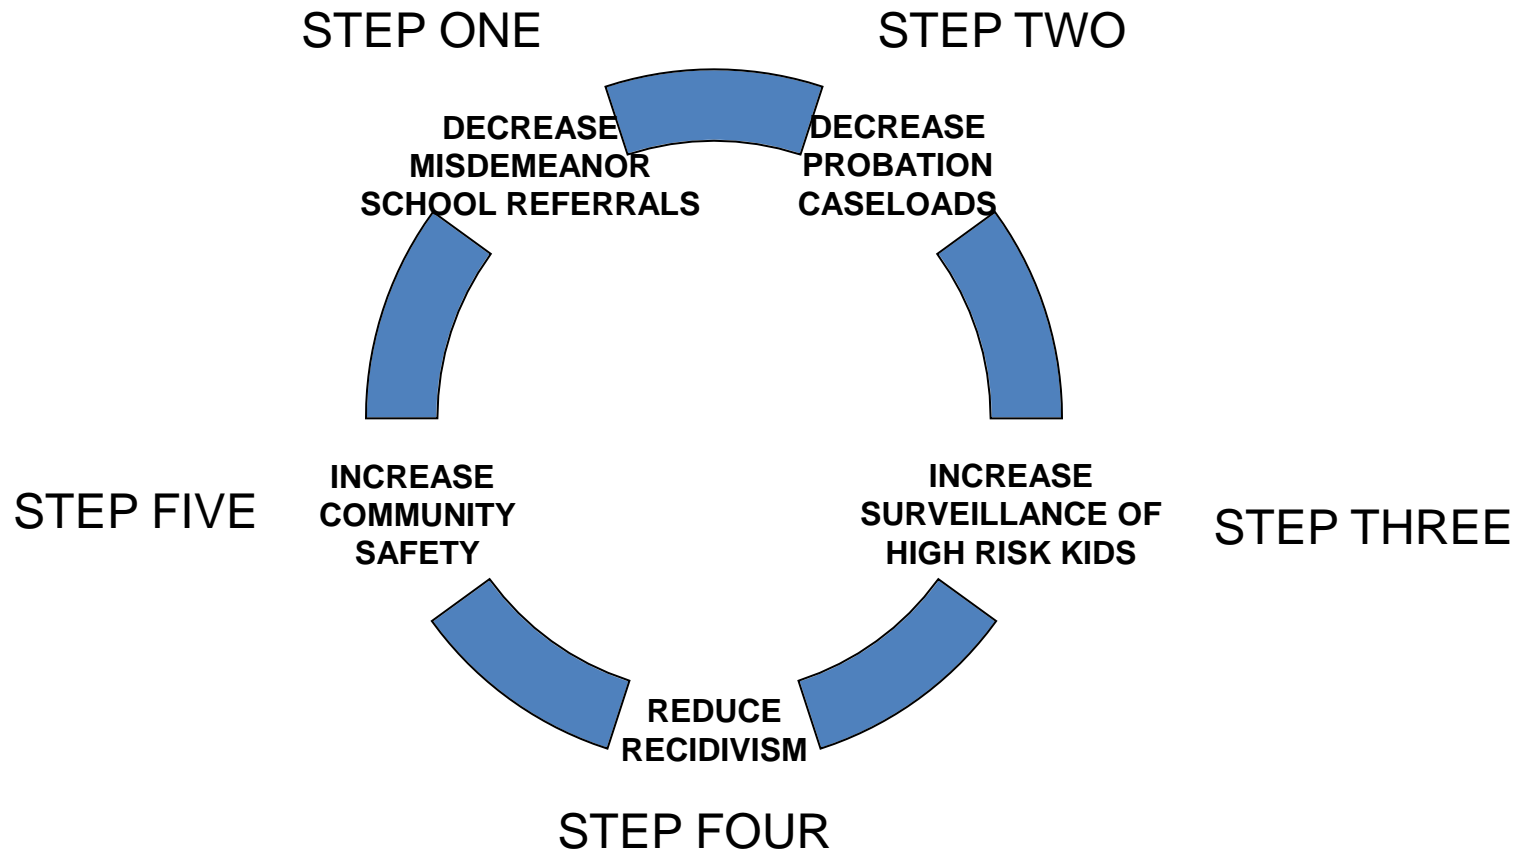 STEP ONE
DECREASE
MISDEMEANOR
SCHOOL REFERRALS
STEP TWO
DECREASE
PROBATION
CASELOADS
STEP THREE
INCREASE
SURVEILLANCE OF
HIGH RISK KIDS
STEP FOUR
REDUCE
RECIDIVISM
STEP FIVE
INCREASE
COMMUNITY
SAFETY